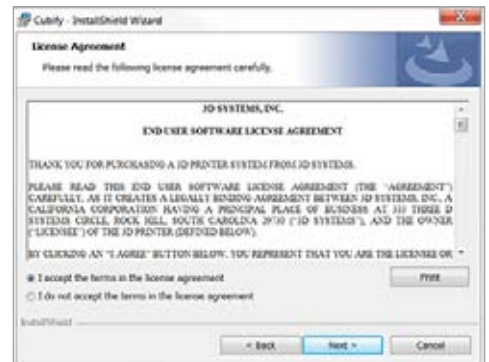 Cubify - InstallShield Wizard
License Agreement
Please read the following license agreement carefully.
3D SYSTEMS, INC.
END USER SOFTWARE LICENSE AGREEMENT
THANK YOU FOR PURCHASING A 3D PRINTER SYSTEM FROM 3D SYSTEMS.
PLEASE READ THIS END USER SOFTWARE LICENSE AGREEMENT (THE "AGREEMENT")
CAREFULLY, AS IT CREATES A LEGALLY BINDING AGREEMENT BETWEEN 3D SYSTEMS, INC., A
CALIFORNIA CORPORATION HAVING A PRINCIPAL PLACE OF BUSINESS AT 333 THREE D
SYSTEMS CIRCLE, ROCK HILL, SOUTH CAROLINA 29730 ("3D SYSTEMS"), AND THE OWNER
("LICENSEE") OF THE 3D PRINTER (DEFINED BELOW).
BY CLICKING AN "I AGREE" BUTTON BELOW, YOU REPRESENT THAT YOU ARE THE LICENSEE OR
I accept the terms in the license agreement
Print
I do not accept the terms in the license agreement
InstallShield
< Back
Next >
Cancel